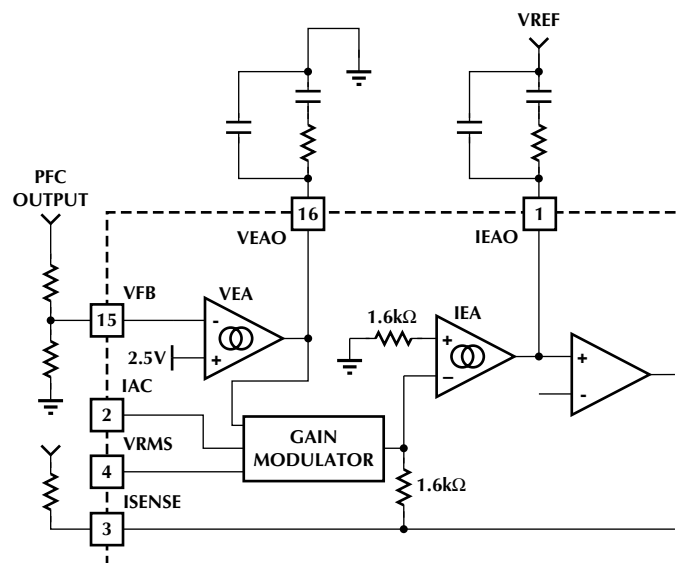 VREF
PFC
OUTPUT
16
1
VEAO
IEAO
VFB
VEA
IEA
1.6kΩ
15
-
+
2.5V
+
−
+
-
IAC
2
VRMS
GAIN
MODULATOR
4
1.6kΩ
ISENSE
3